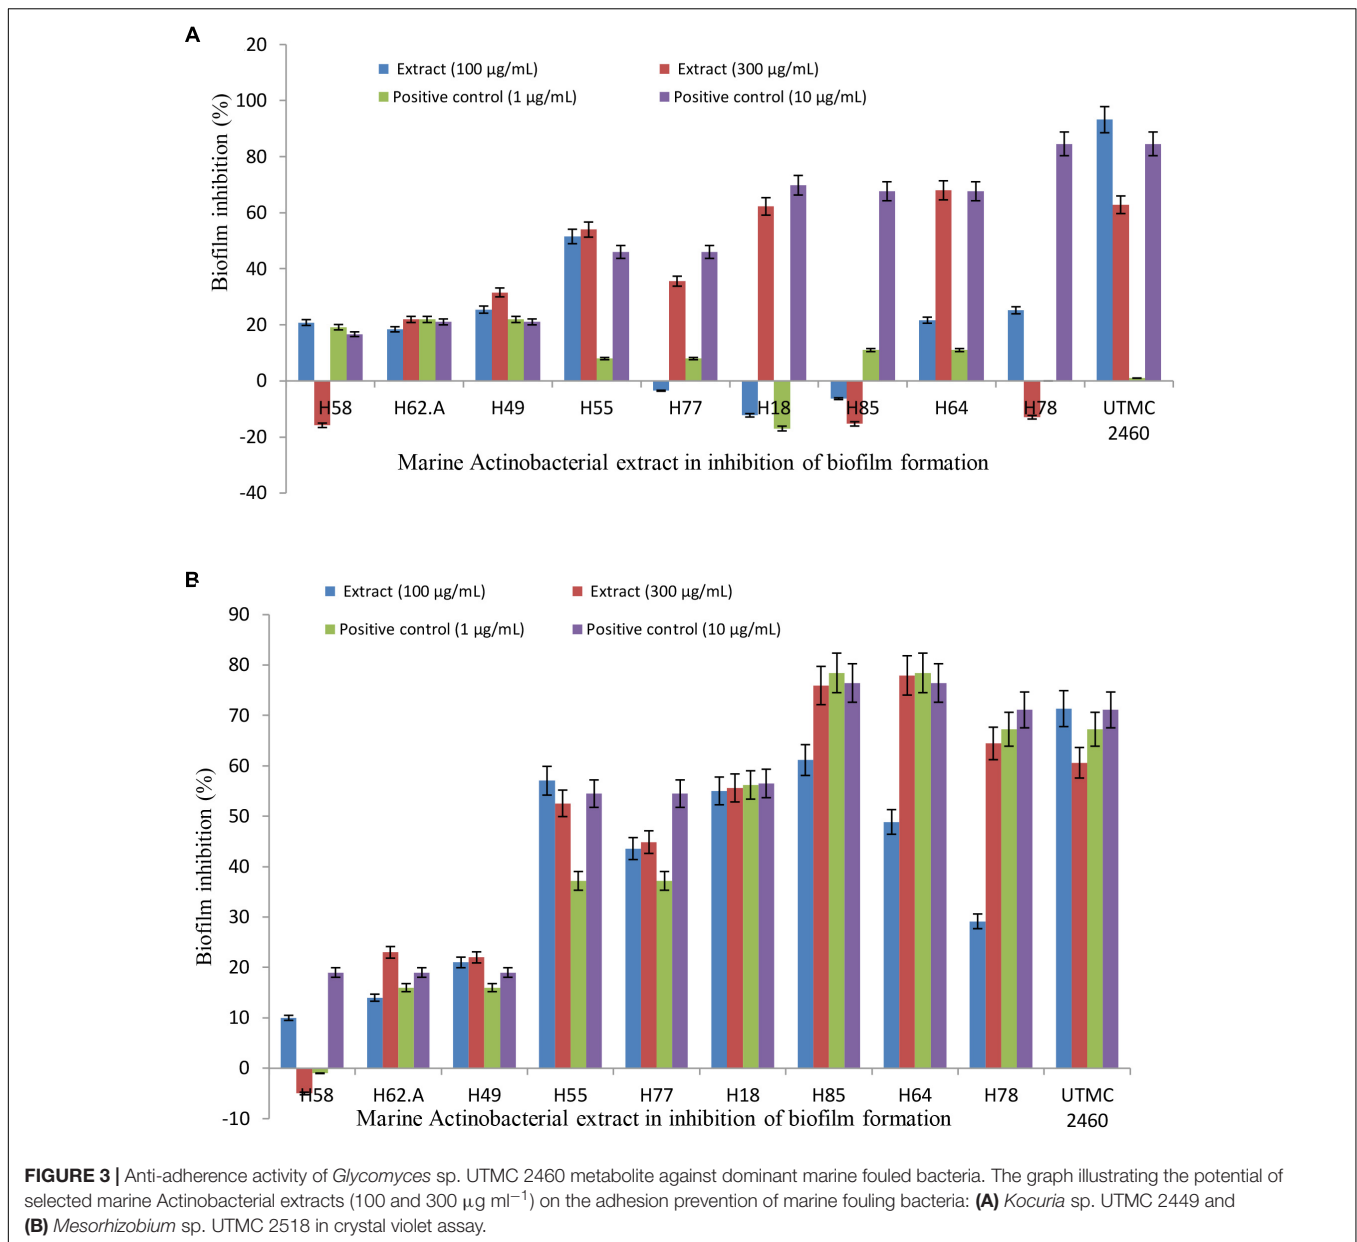 A
20
Extract (100 µg/mL) Extract (300 µg/mL)
Positive control (1 µg/mL) Positive control (10 µg/mL)
100
80
60
40
20
0
-20
-40
Biofilm inhibition (%)
H58 H62.A H49 H55 H77 H18 H85 H64 H78 UTMC
2460
Marine Actinobacterial extract in inhibition of biofilm formation
B
Extract (100 µg/mL) Extract (300 µg/mL)
Positive control (1 µg/mL) Positive control (10 µg/mL)
90
80
70
60
50
40
30
20
10
0
-10
Biofilm inhibition (%)
H58 H62.A H49 H55 H77 H18 H85 H64 H78 UTMC
2460
Marine Actinobacterial extract in inhibition of biofilm formation
FIGURE 3 | Anti-adherence activity of Glycomyces sp. UTMC 2460 metabolite against dominant marine fouled bacteria. The graph illustrating the potential of
selected marine Actinobacterial extracts (100 and 300 µg ml−1) on the adhesion prevention of marine fouling bacteria: (A) Kocuria sp. UTMC 2449 and
(B) Mesorhizobium sp. UTMC 2518 in crystal violet assay.